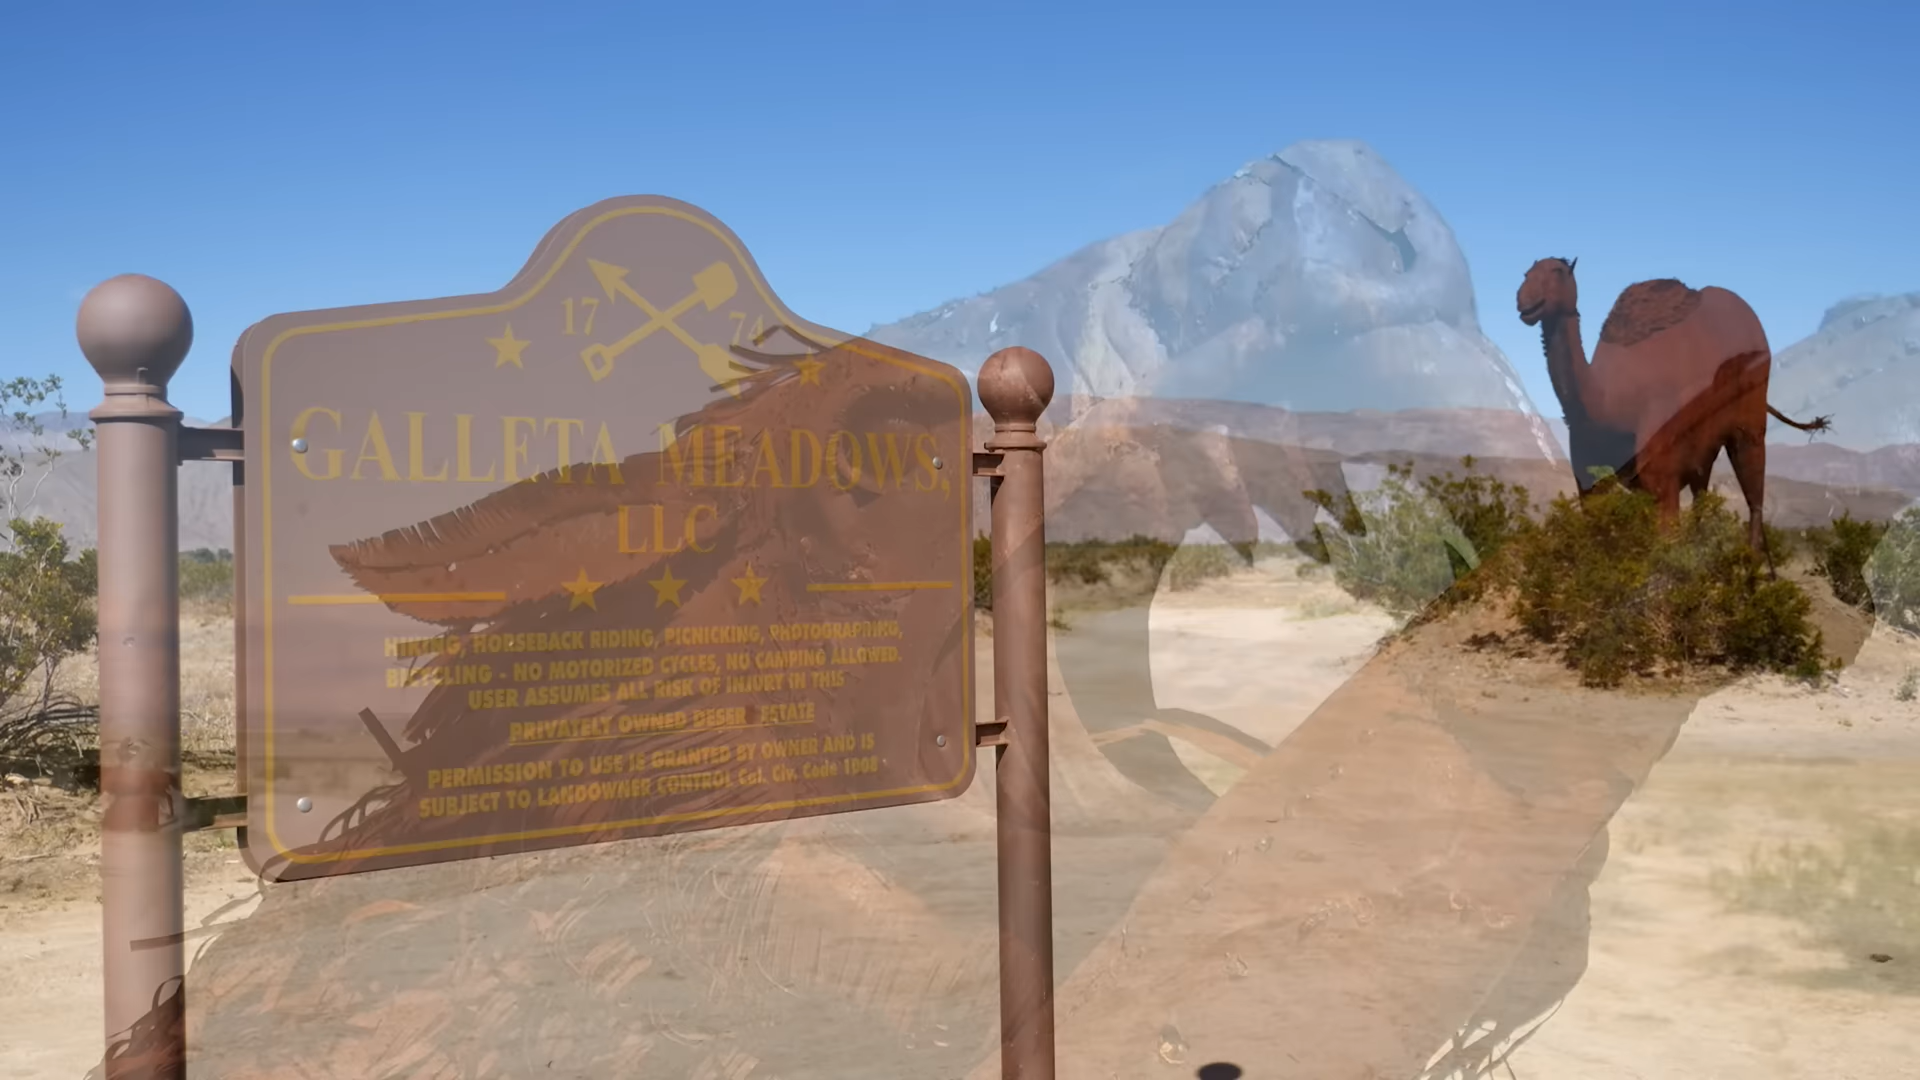 17 74
GALLETA MEADOWS,
LLC
HIKING, HORSEBACK RIDING, PICNICKING, PHOTOGRAPHING,
BICYCLING - NO MOTORIZED CYCLES, NO CAMPING ALLOWED.
USER ASSUMES ALL RISK OF INJURY IN THIS
PRIVATELY OWNED DESERT ESTATE
PERMISSION TO USE IS GRANTED BY OWNER AND IS
SUBJECT TO LANDOWNER CONTROL Cal. Civ. Code 1008